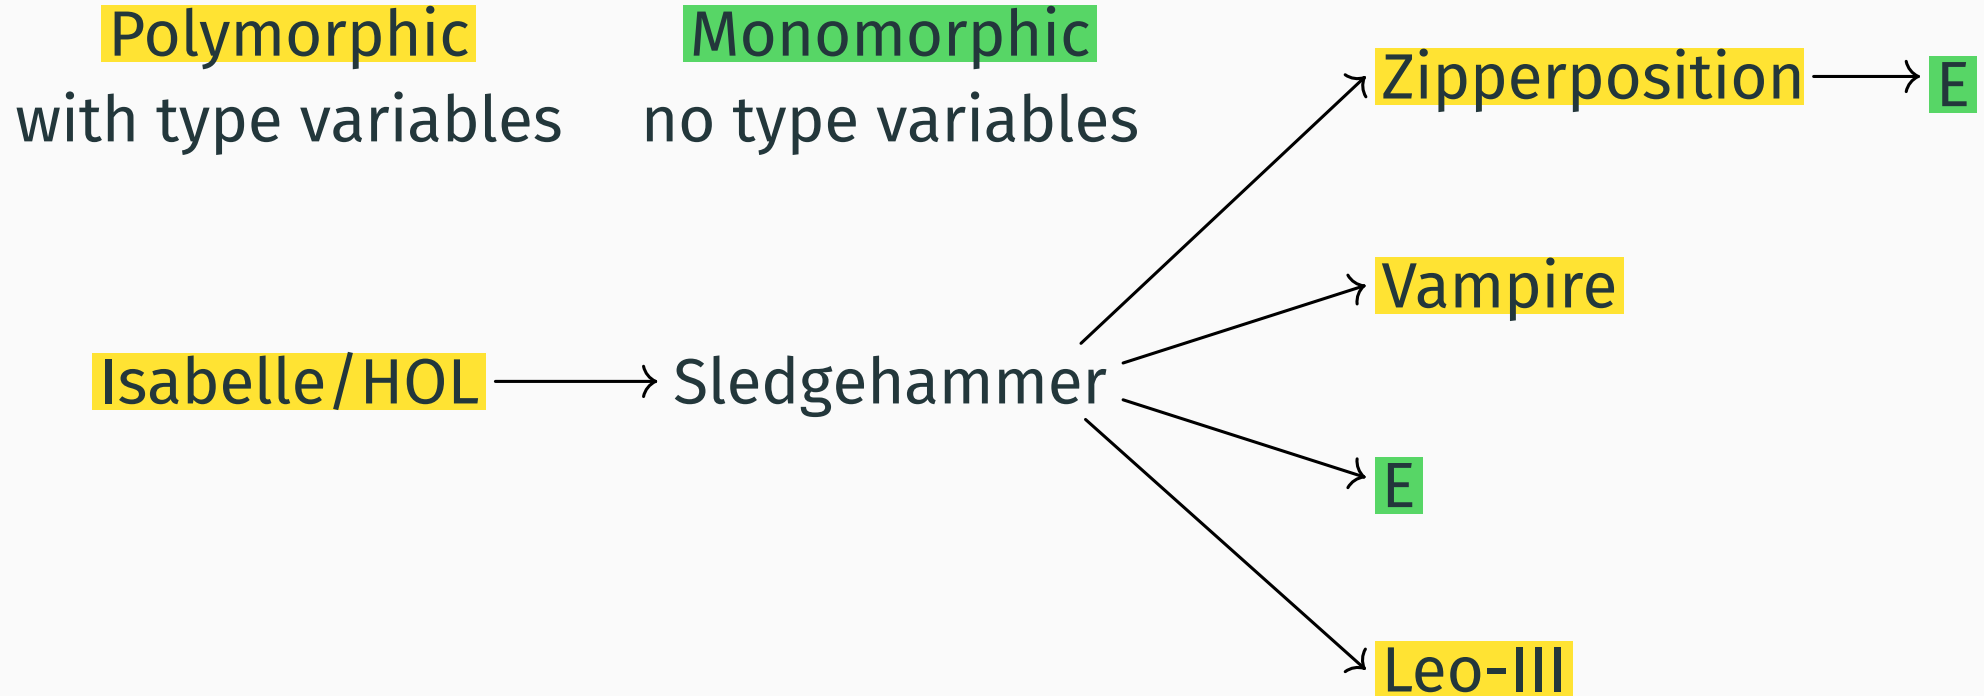 Polymorphic
with type variables
Monomorphic
no type variables
Zipperposition
E
Vampire
Isabelle/HOL
Sledgehammer
E
Leo-III